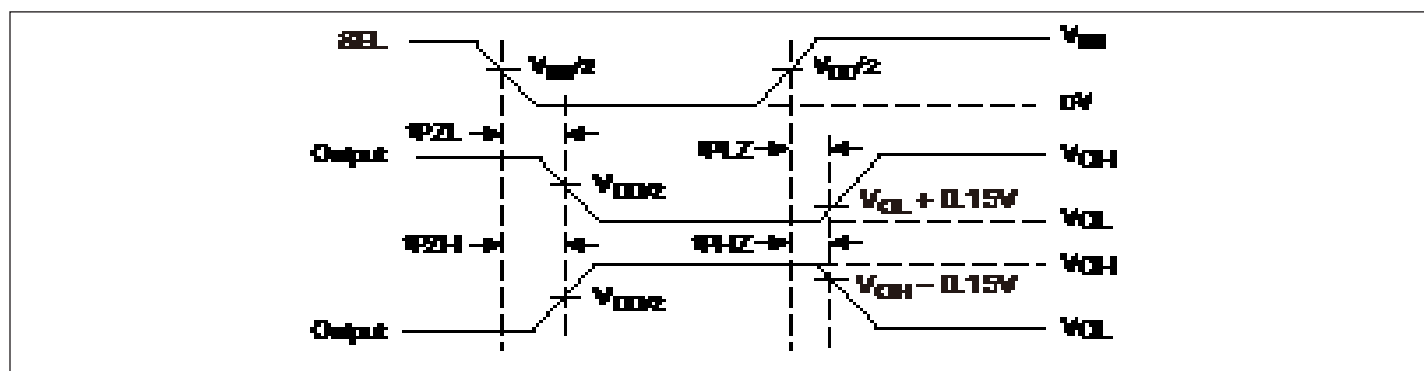 SEL
VDD
VDD/2
VDD/2
0V
tPZL
tPLZ
Output
VOH
VDD/2
VOL + 0.15V
VOL
tPZH
tPHZ
VOH
VDD/2
VOH – 0.15V
Output
VOL